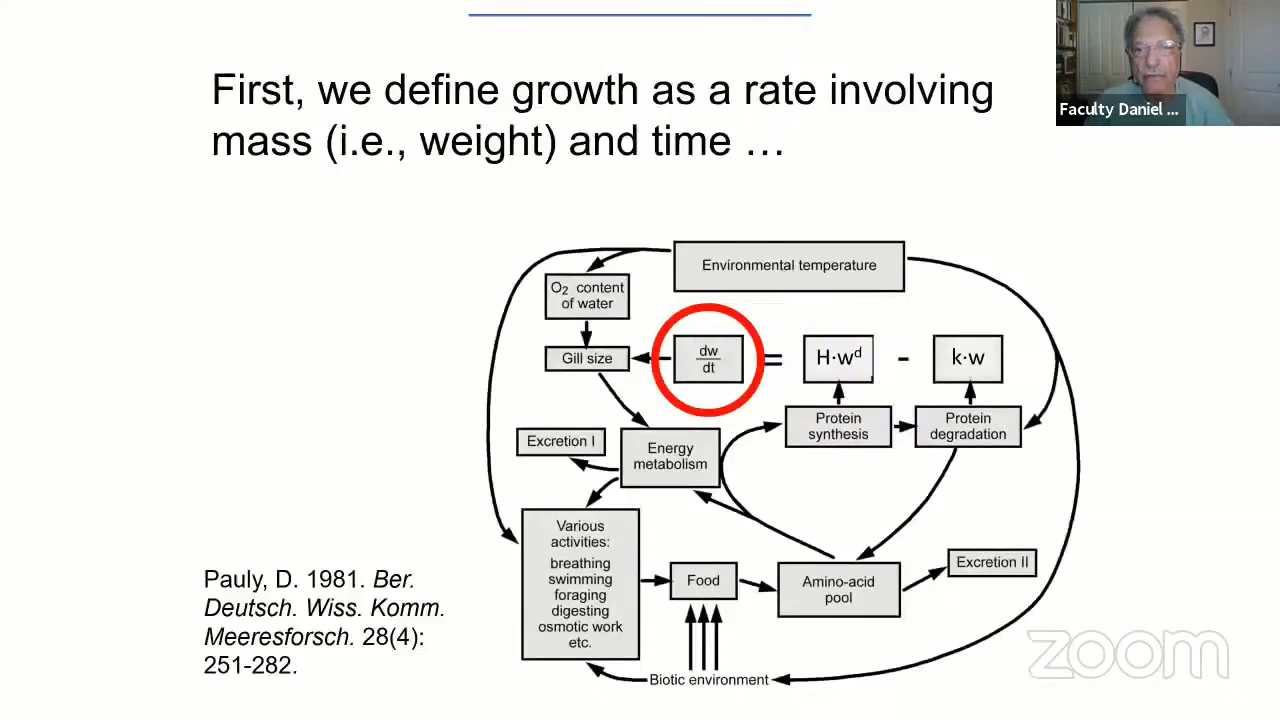 First, we define growth as a rate involving
mass (i.e., weight) and time …
Faculty Daniel ...
Environmental temperature
O₂ content
of water
Gill size
dw
dt
=
H·wᵈ
-
k·w
Protein
synthesis
Protein
degradation
Excretion I
Energy
metabolism
Various
activities:
breathing
swimming
foraging
digesting
osmotic work
etc.
Food
Amino-acid
pool
Excretion II
Biotic environment
Pauly, D. 1981. Ber.
Deutsch. Wiss. Komm.
Meeresforsch. 28(4):
251-282.
zoom